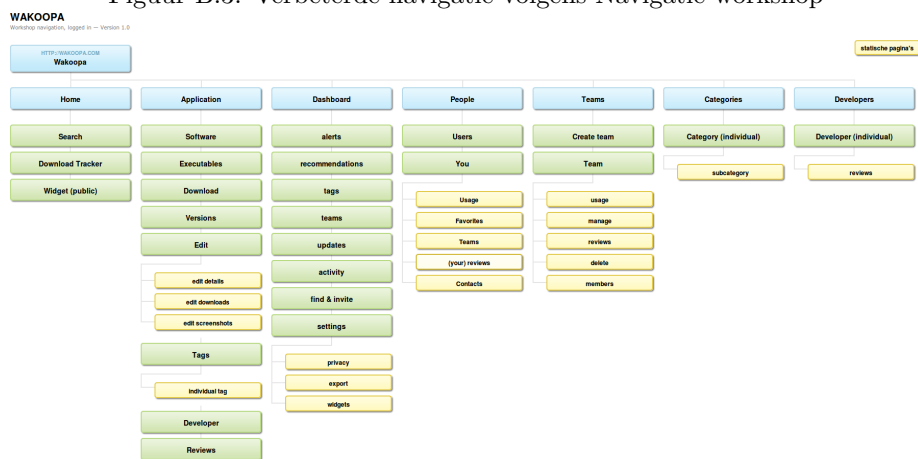 Figuur B.3: Verbeterde navigatie volgens Navigatie workshop
WAKOOPA
Workshop navigation, logged in — Version 1.0
HTTP://WAKOOPA.COM
Wakoopa
statische pagina's
Home
Search
Download Tracker
Widget (public)
Application
Software
Executables
Download
Versions
Edit
edit details
edit downloads
edit screenshots
Tags
individual tag
Developer
Reviews
Dashboard
alerts
recommendations
tags
teams
updates
activity
find & invite
settings
privacy
export
widgets
People
Users
You
Usage
Favorites
Teams
(your) reviews
Contacts
Teams
Create team
Team
usage
manage
reviews
delete
members
Categories
Category (individual)
subcategory
Developers
Developer (individual)
reviews